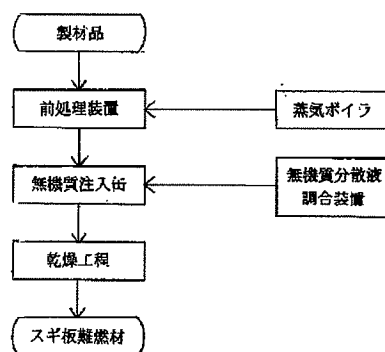 製材品
前処理装置
蒸気ボイラ
無機質注入缶
無機質分散液
調合装置
乾燥工程
スギ板難燃材